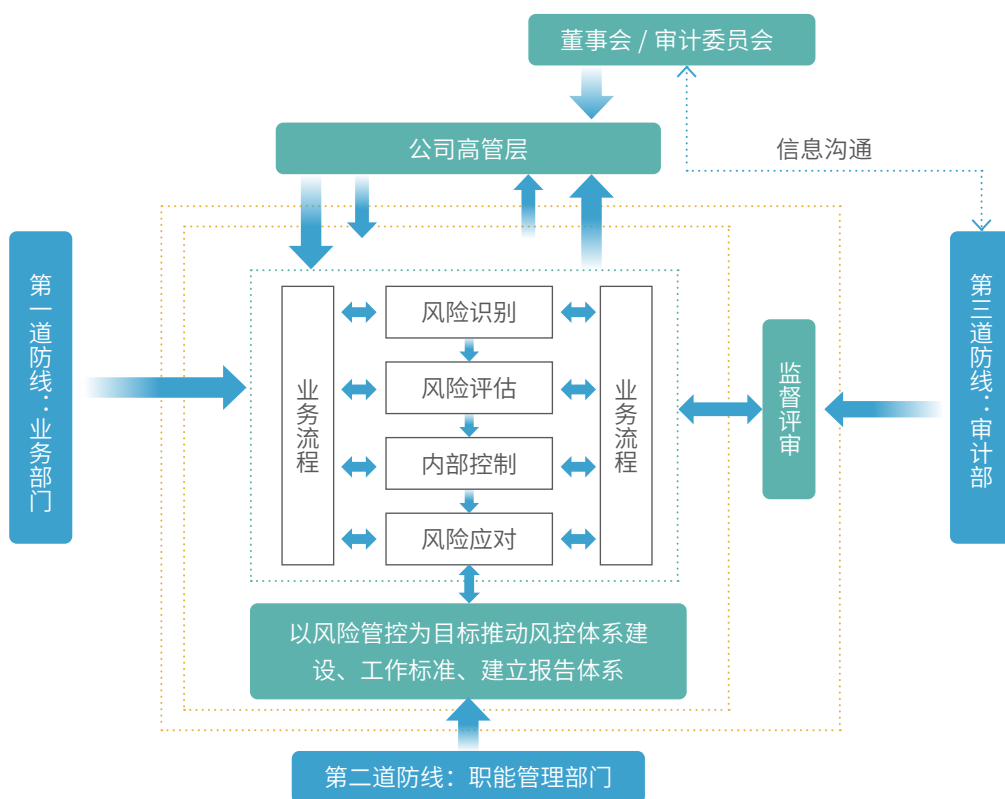 董事会 / 审计委员会
公司高管层
信息沟通
第一道防线：业务部门
业务流程
风险识别
风险评估
内部控制
风险应对
业务流程
监督评审
第三道防线：审计部
以风险管控为目标推动风控体系建
设、工作标准、建立报告体系
第二道防线：职能管理部门